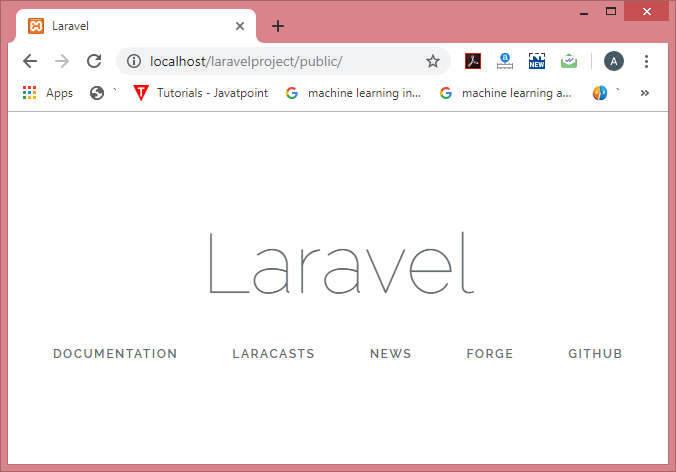 Laravel
localhost/laravelproject/public/
A
Apps ` Tutorials - Javatpoint machine learning in... machine learning a... ` »
NEW
Laravel
DOCUMENTATION LARACASTS NEWS FORGE GITHUB